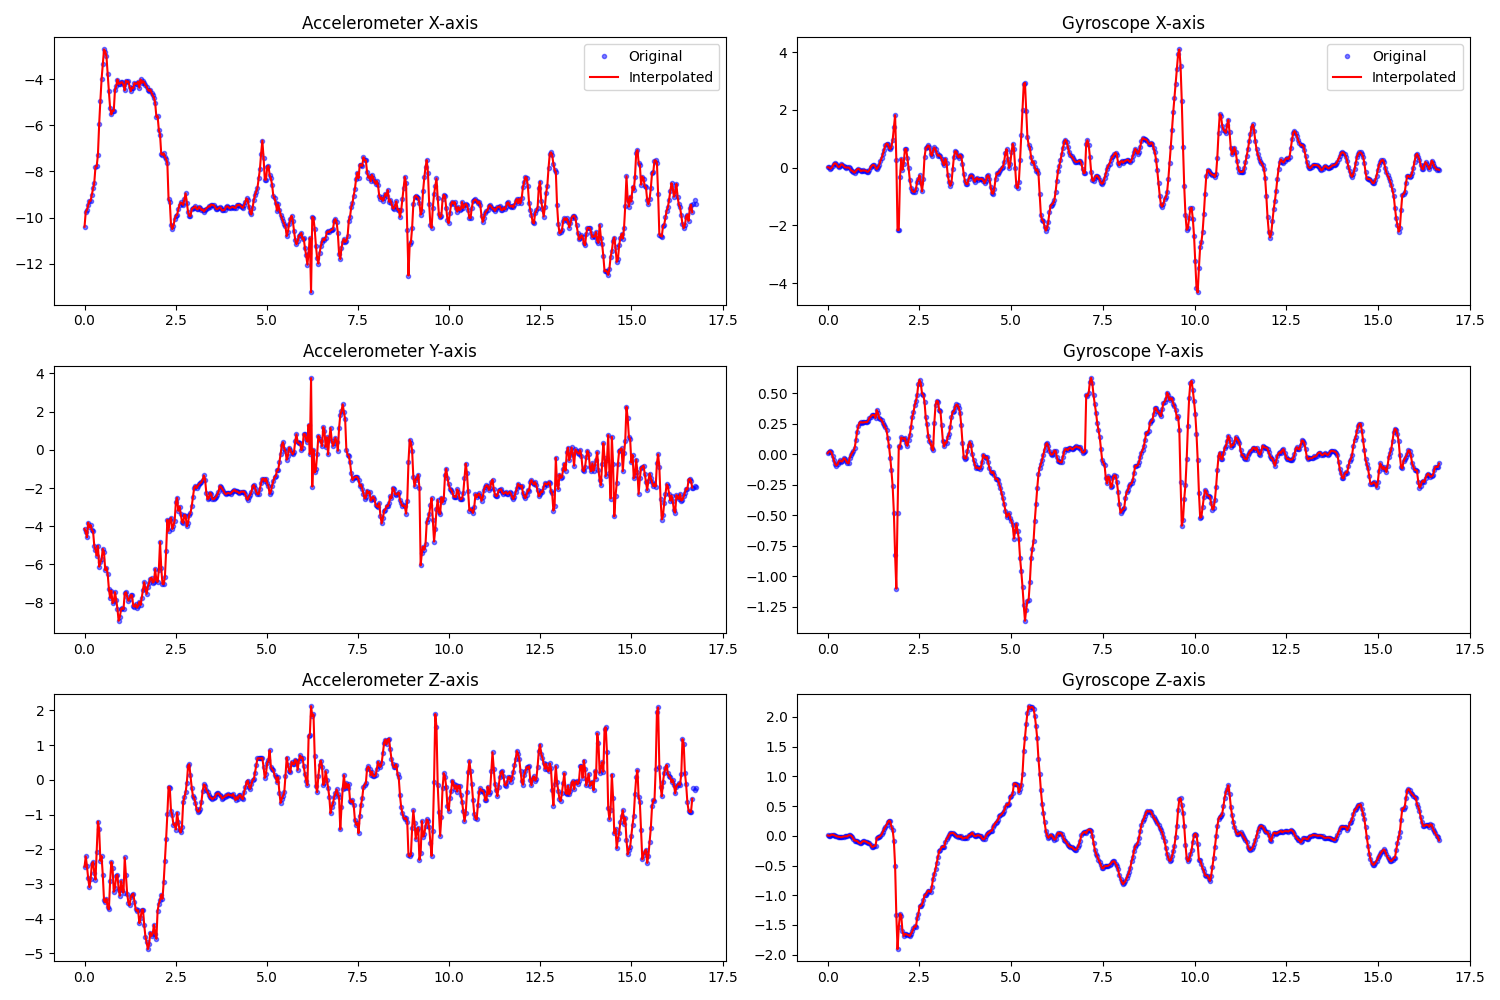 Accelerometer X-axis
Original
Interpolated
−4
−6
−8
−10
−12
0.0 2.5 5.0 7.5 10.0 12.5 15.0 17.5
Gyroscope X-axis
Original
Interpolated
4
2
0
−2
−4
0.0 2.5 5.0 7.5 10.0 12.5 15.0 17.5
Accelerometer Y-axis
4
2
0
−2
−4
−6
−8
0.0 2.5 5.0 7.5 10.0 12.5 15.0 17.5
Gyroscope Y-axis
0.50
0.25
0.00
−0.25
−0.50
−0.75
−1.00
−1.25
0.0 2.5 5.0 7.5 10.0 12.5 15.0 17.5
Accelerometer Z-axis
2
1
0
−1
−2
−3
−4
−5
0.0 2.5 5.0 7.5 10.0 12.5 15.0 17.5
Gyroscope Z-axis
2.0
1.5
1.0
0.5
0.0
−0.5
−1.0
−1.5
−2.0
0.0 2.5 5.0 7.5 10.0 12.5 15.0 17.5